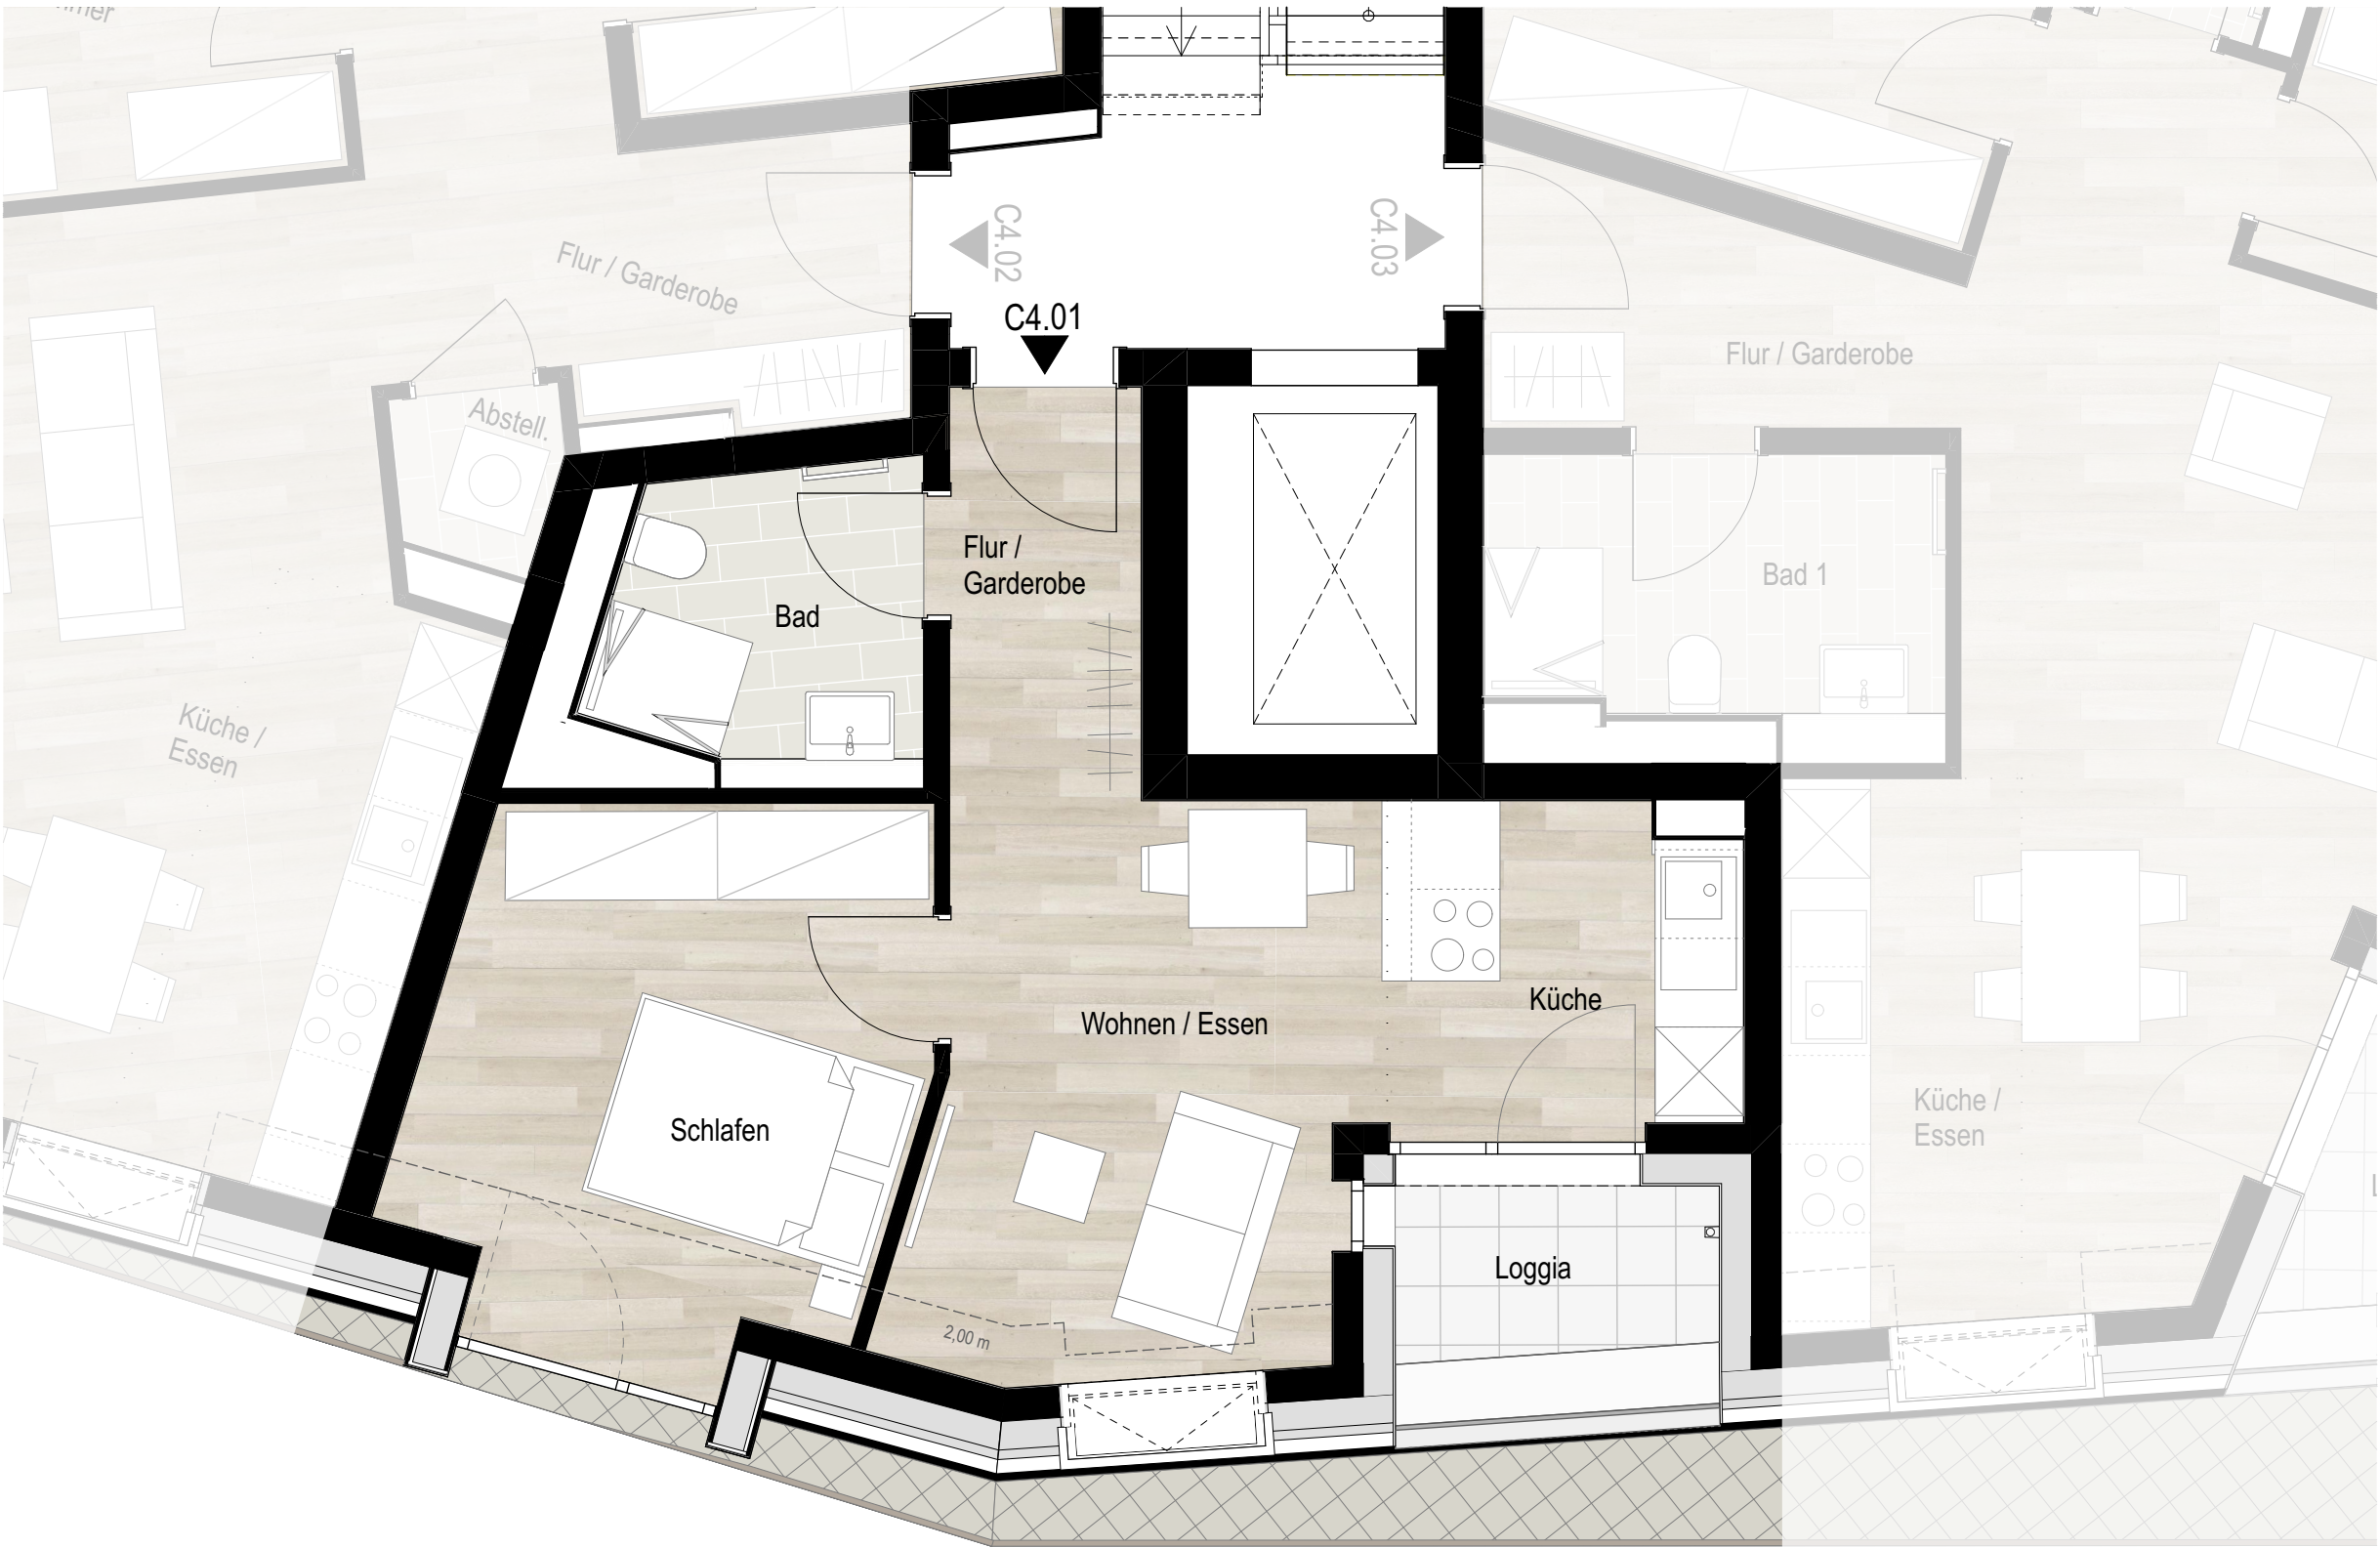 C4.02
C4.03
C4.01
Flur / Garderobe
Flur / Garderobe
Abstell.
Flur /
Garderobe
Bad
Bad 1
Küche /
Essen
Küche
Wohnen / Essen
Schlafen
Küche /
Essen
Loggia
2,00 m